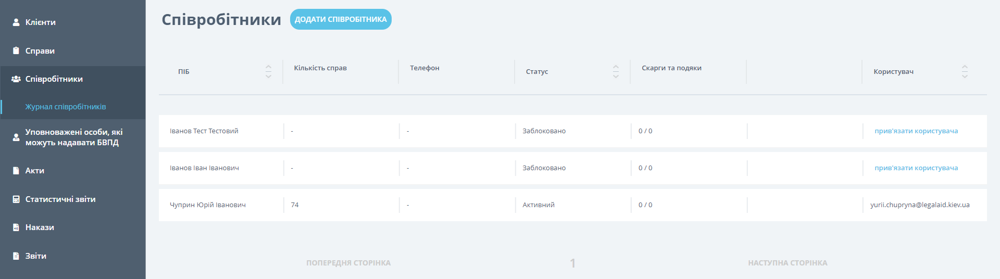 Клієнти
Справи
Співробітники
Журнал співробітників
Уповноважені особи, які
можуть надавати БВПД
Акти
Статистичні звіти
Накази
Звіти
Співробітники ДОДАТИ СПІВРОБІТНИКА
ПІБ Кількість справ Телефон Статус Скарги та подяки Користувач
Іванов Тест Тестовий - - Заблоковано 0 / 0 прив'язати користувача
Іванов Іван Іванович - - Заблоковано 0 / 0 прив'язати користувача
Чуприн Юрій Іванович 74 - Активний 0 / 0 yurii.chupryna@legalaid.kiev.ua
ПОПЕРЕДНЯ СТОРІНКА 1 НАСТУПНА СТОРІНКА